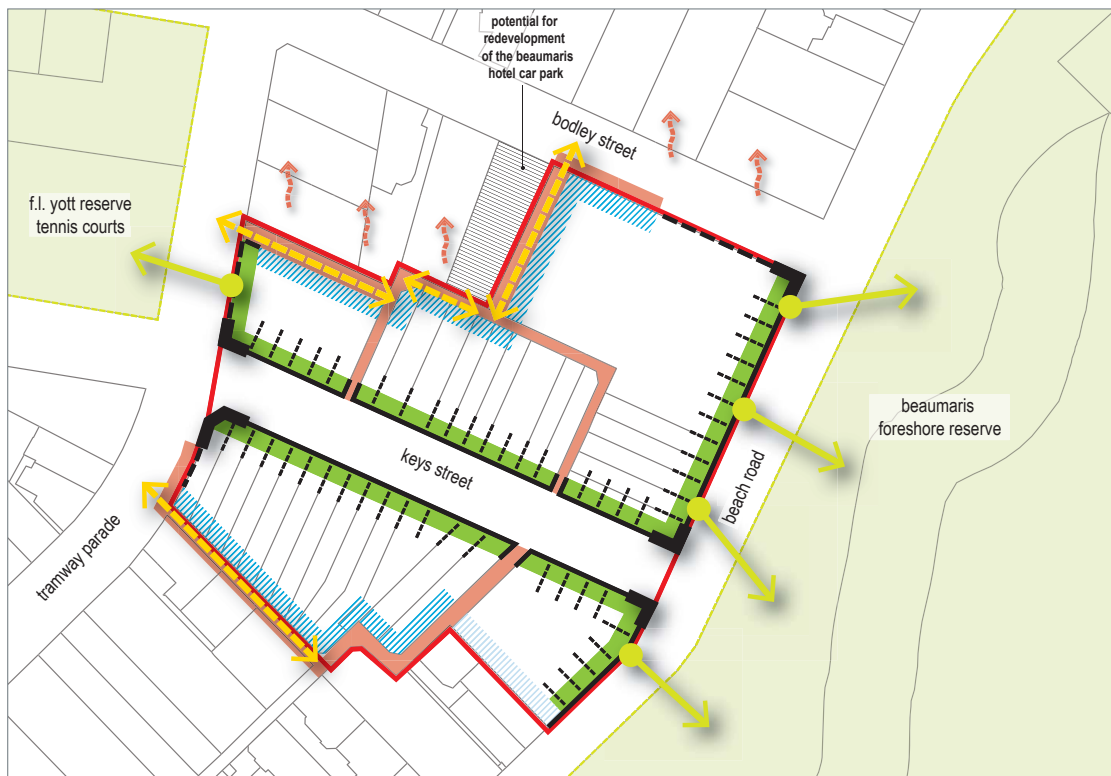 potential for
redevelopment
of the beaumaris
hotel car park
bodley street
f.l. yott reserve
tennis courts
beaumaris
foreshore reserve
keys street
beach road
tramway parade